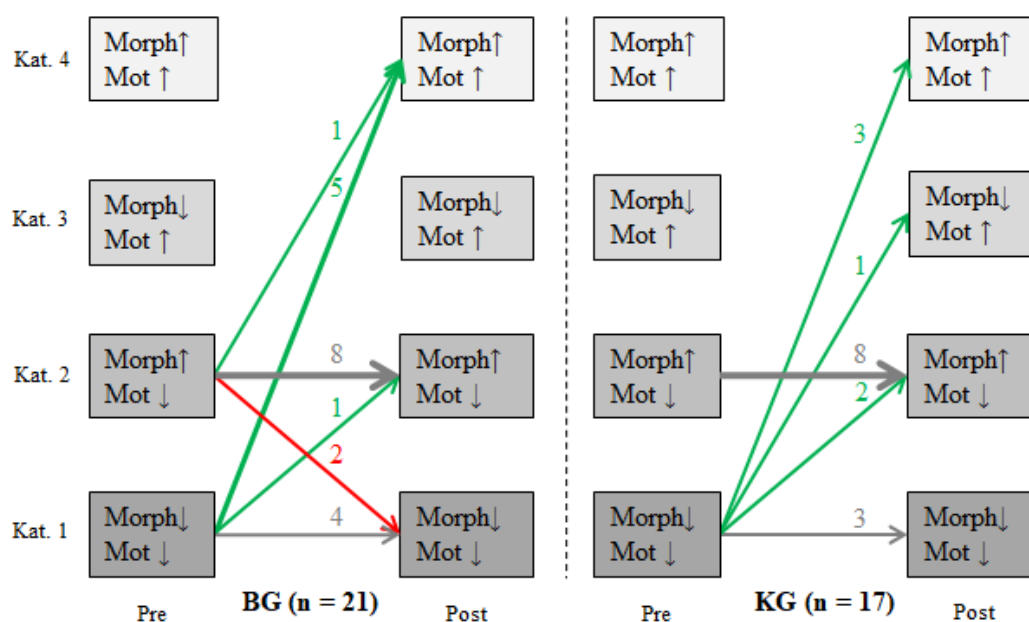 Kat. 4
Morph↑
Mot ↑
Morph↑
Mot ↑
Morph↑
Mot ↑
Morph↑
Mot ↑
1
3
5
Kat. 3
Morph↓
Mot ↑
Morph↓
Mot ↑
Morph↓
Mot ↑
Morph↓
Mot ↑
1
Kat. 2
Morph↑
Mot ↓
8
Morph↑
Mot ↓
Morph↑
Mot ↓
8
Morph↑
Mot ↓
1
2
2
Kat. 1
Morph↓
Mot ↓
4
Morph↓
Mot ↓
Morph↓
Mot ↓
3
Morph↓
Mot ↓
Pre
BG (n = 21)
Post
Pre
KG (n = 17)
Post